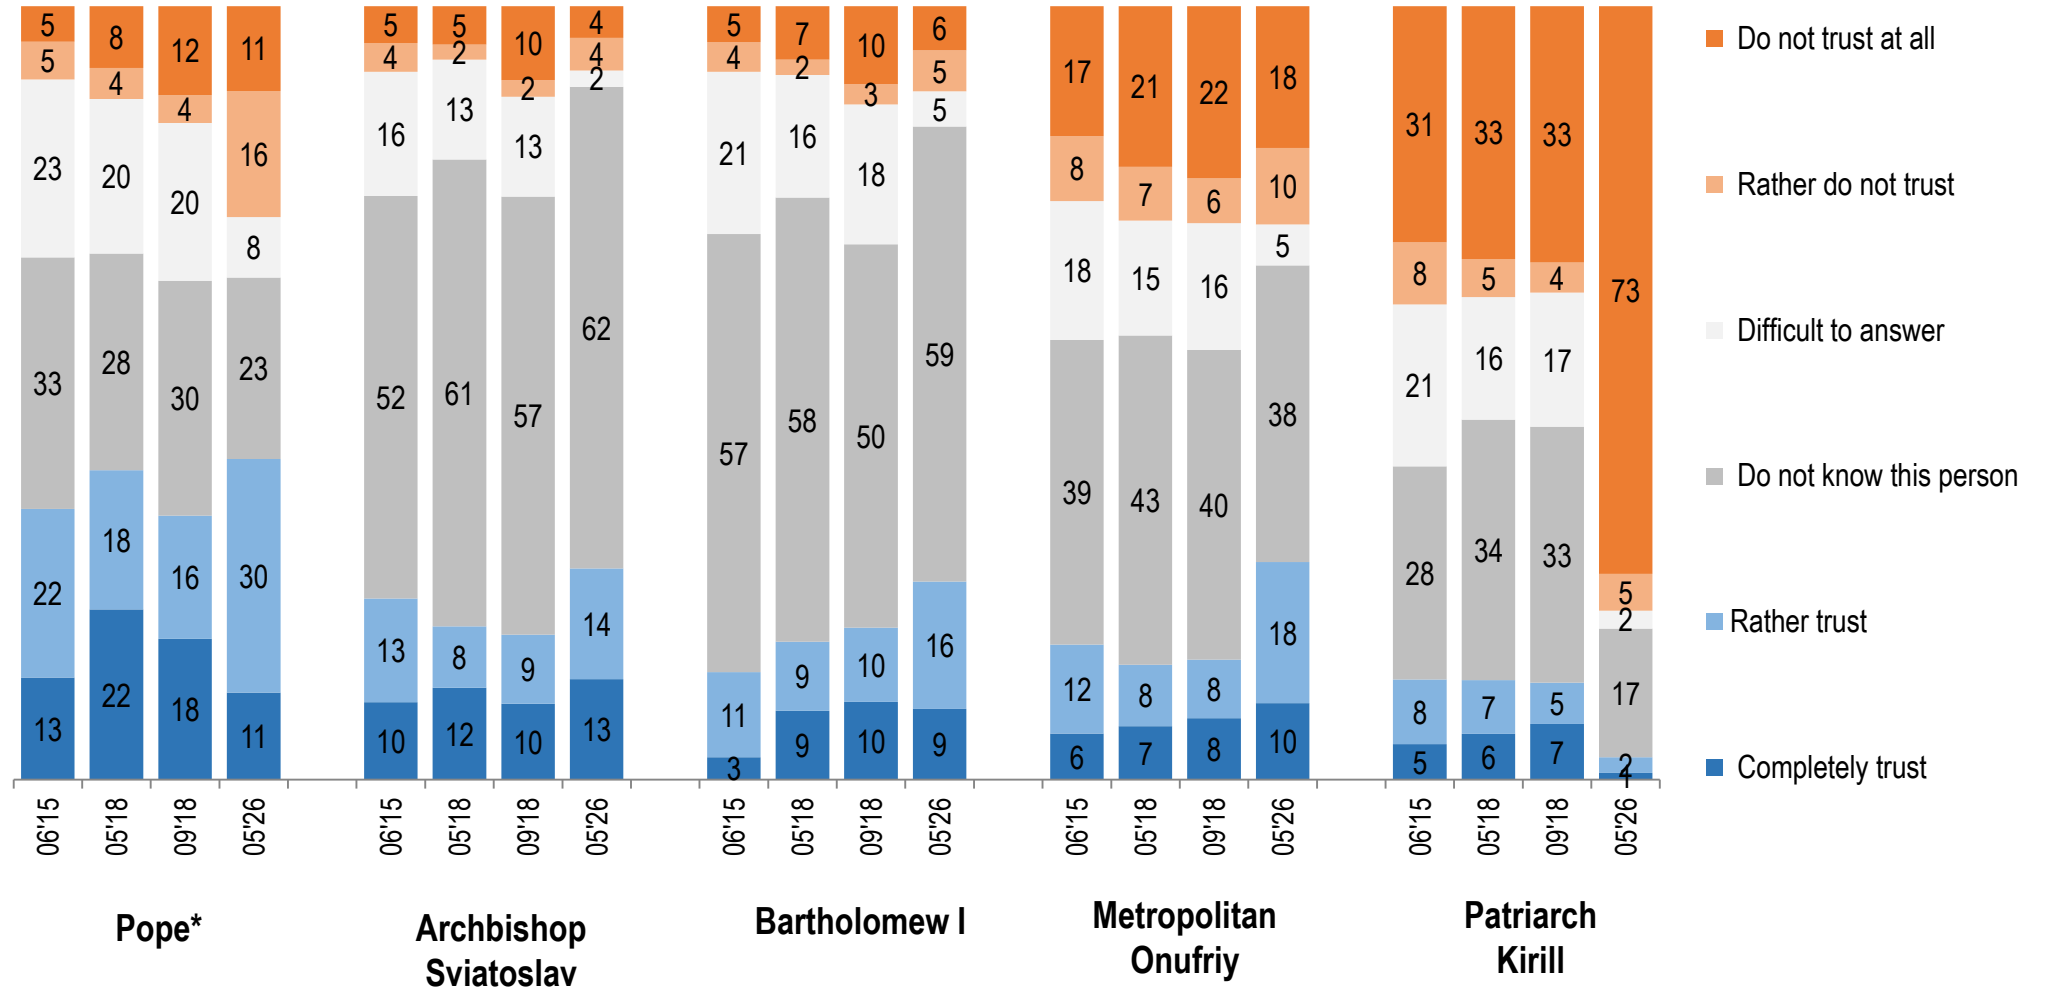 5 8 12 11 5 5 10 4 5 7 10 6 17 21 22 18 31 33 33 73
5 4 4 16 4 2 2 4 4 2 3 5 8 7 6 10 8 5 4 5
23 20 20 8 16 13 13 2 21 16 18 5 18 15 16 5 21 16 17 2
33 28 30 23 52 61 57 62 57 58 50 59 39 43 40 38 28 34 33 17
22 18 16 30 13 8 9 14 11 9 10 16 12 8 8 18 8 7 5 2
13 22 18 11 10 12 10 13 3 9 10 9 6 7 8 10 5 6 7 1
06'15 05'18 09'18 05'26 06'15 05'18 09'18 05'26 06'15 05'18 09'18 05'26 06'15 05'18 09'18 05'26 06'15 05'18 09'18 05'26
Pope*
Archbishop
Sviatoslav
Bartholomew I
Metropolitan
Onufriy
Patriarch
Kirill
Do not trust at all
Rather do not trust
Difficult to answer
Do not know this person
Rather trust
Completely trust